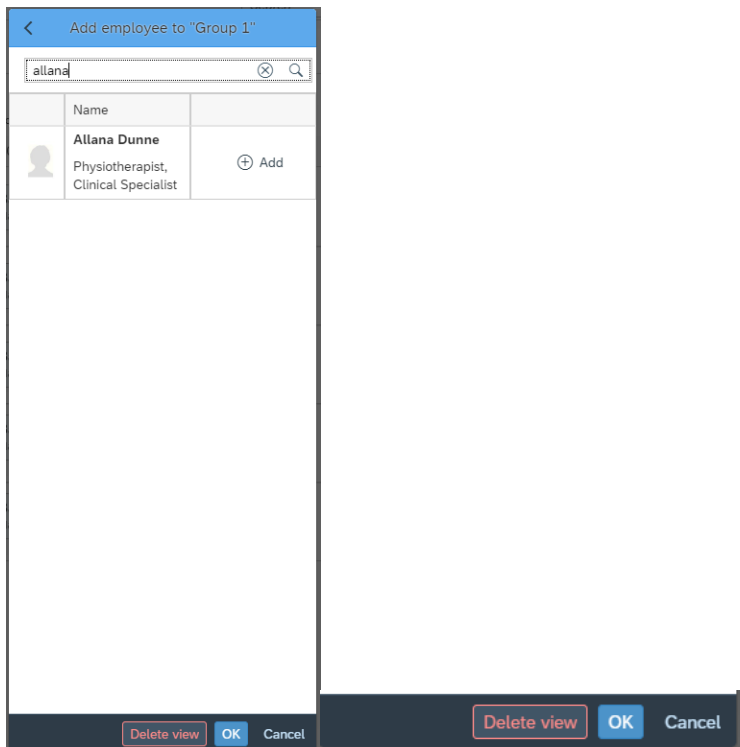 Add employee to "Group 1"
allana
Name
Allana Dunne
Physiotherapist,
Clinical Specialist
Add
Delete view OK Cancel
Delete view OK Cancel